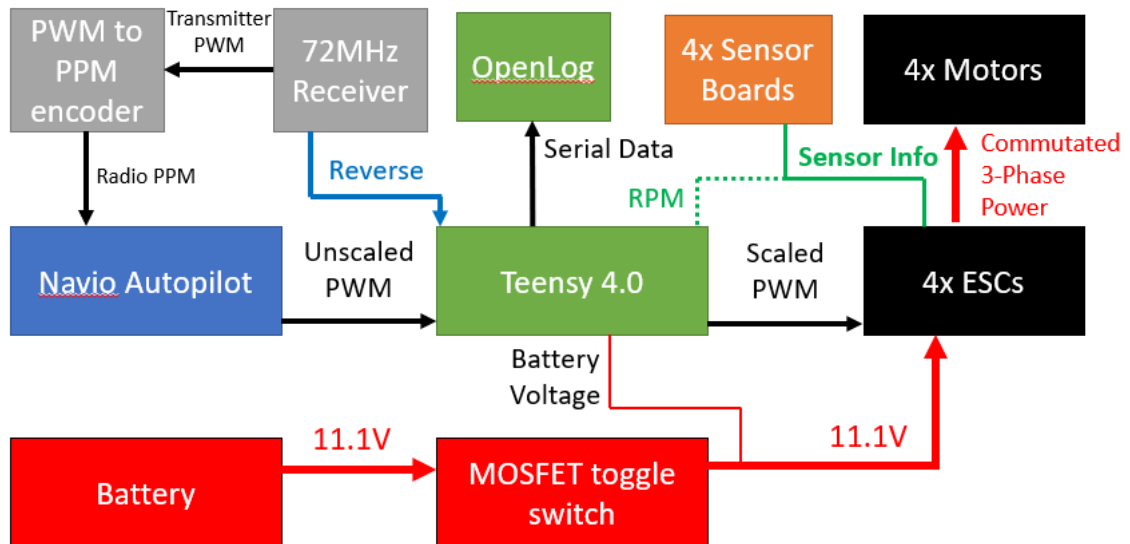 PWM to
PPM
encoder
Transmitter
PWM
72MHz
Receiver
OpenLog
4x Sensor
Boards
4x Motors
Radio PPM
Reverse
Serial Data
Sensor Info
RPM
Commutated
3-Phase
Power
Navio Autopilot
Unscaled
PWM
Teensy 4.0
Scaled
PWM
4x ESCs
Battery
Voltage
Battery
11.1V
MOSFET toggle
switch
11.1V